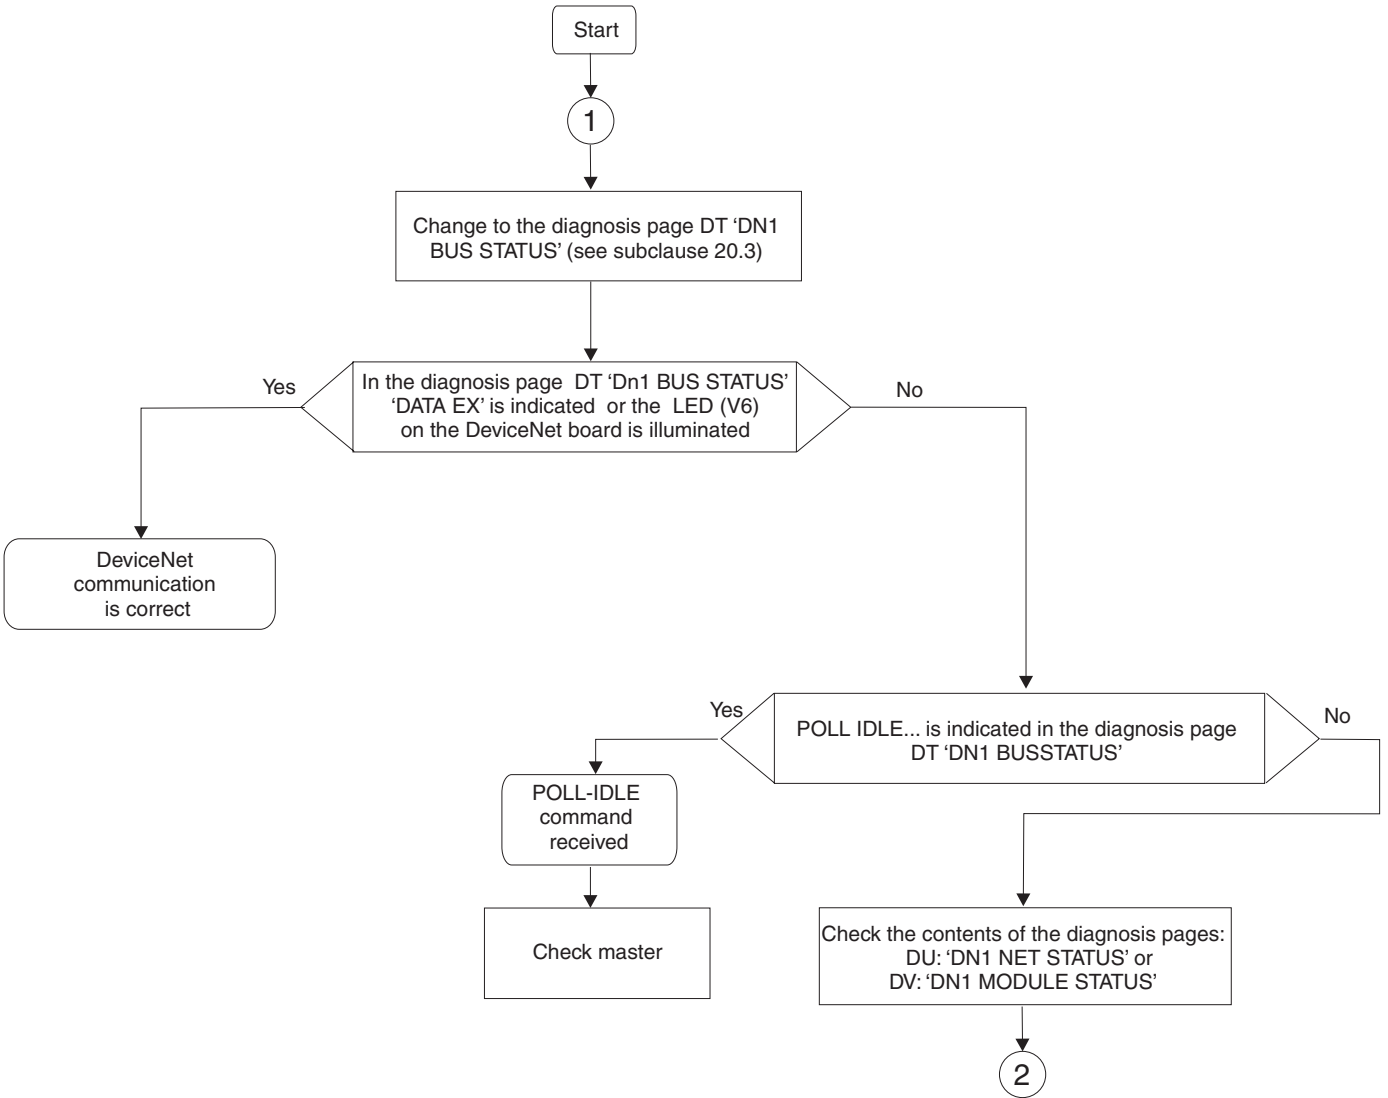 Start
1
Change to the diagnosis page DT ‘DN1
BUS STATUS’ (see subclause 20.3)
Yes
In the diagnosis page DT ‘Dn1 BUS STATUS’
‘DATA EX’ is indicated or the LED (V6)
on the DeviceNet board is illuminated
No
DeviceNet
communication
is correct
Yes
POLL IDLE... is indicated in the diagnosis page
DT ‘DN1 BUSSTATUS’
No
POLL-IDLE
command
received
Check master
Check the contents of the diagnosis pages:
DU: ‘DN1 NET STATUS’ or
DV: ‘DN1 MODULE STATUS’
2